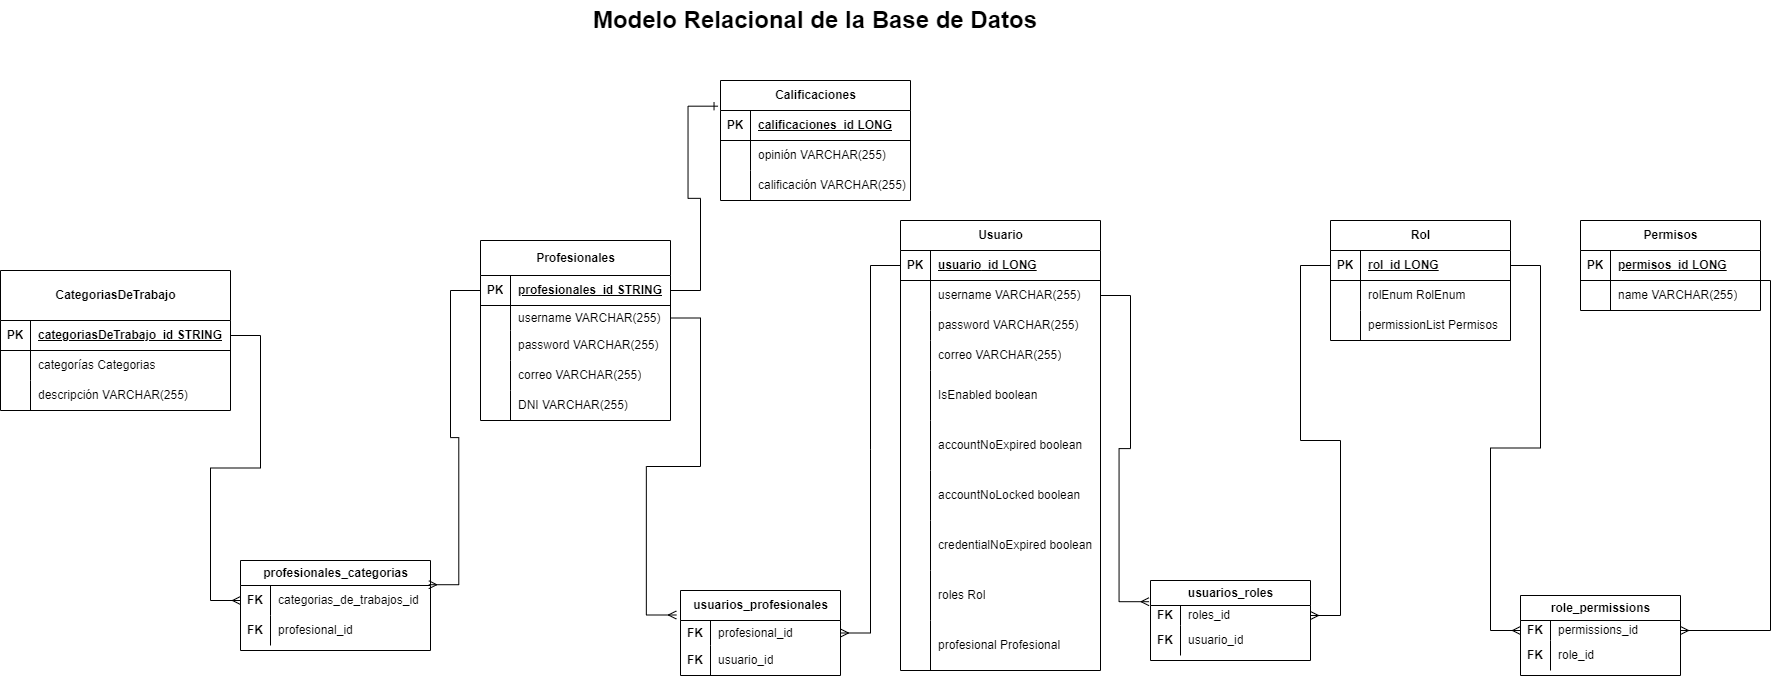 Modelo Relacional de la Base de Datos
Calificaciones
PK calificaciones_id LONG
opinión VARCHAR(255)
calificación VARCHAR(255)
Profesionales
PK profesionales_id STRING
username VARCHAR(255)
password VARCHAR(255)
correo VARCHAR(255)
DNI VARCHAR(255)
CategoriasDeTrabajo
PK categoriasDeTrabajo_id STRING
categorías Categorias
descripción VARCHAR(255)
Usuario
PK usuario_id LONG
username VARCHAR(255)
password VARCHAR(255)
correo VARCHAR(255)
IsEnabled boolean
accountNoExpired boolean
accountNoLocked boolean
credentialNoExpired boolean
roles Rol
profesional Profesional
Rol
PK rol_id LONG
rolEnum RolEnum
permissionList Permisos
Permisos
PK permisos_id LONG
name VARCHAR(255)
profesionales_categorias
FK categorias_de_trabajos_id
FK profesional_id
usuarios_profesionales
FK profesional_id
FK usuario_id
usuarios_roles
FK roles_id
FK usuario_id
role_permissions
FK permissions_id
FK role_id